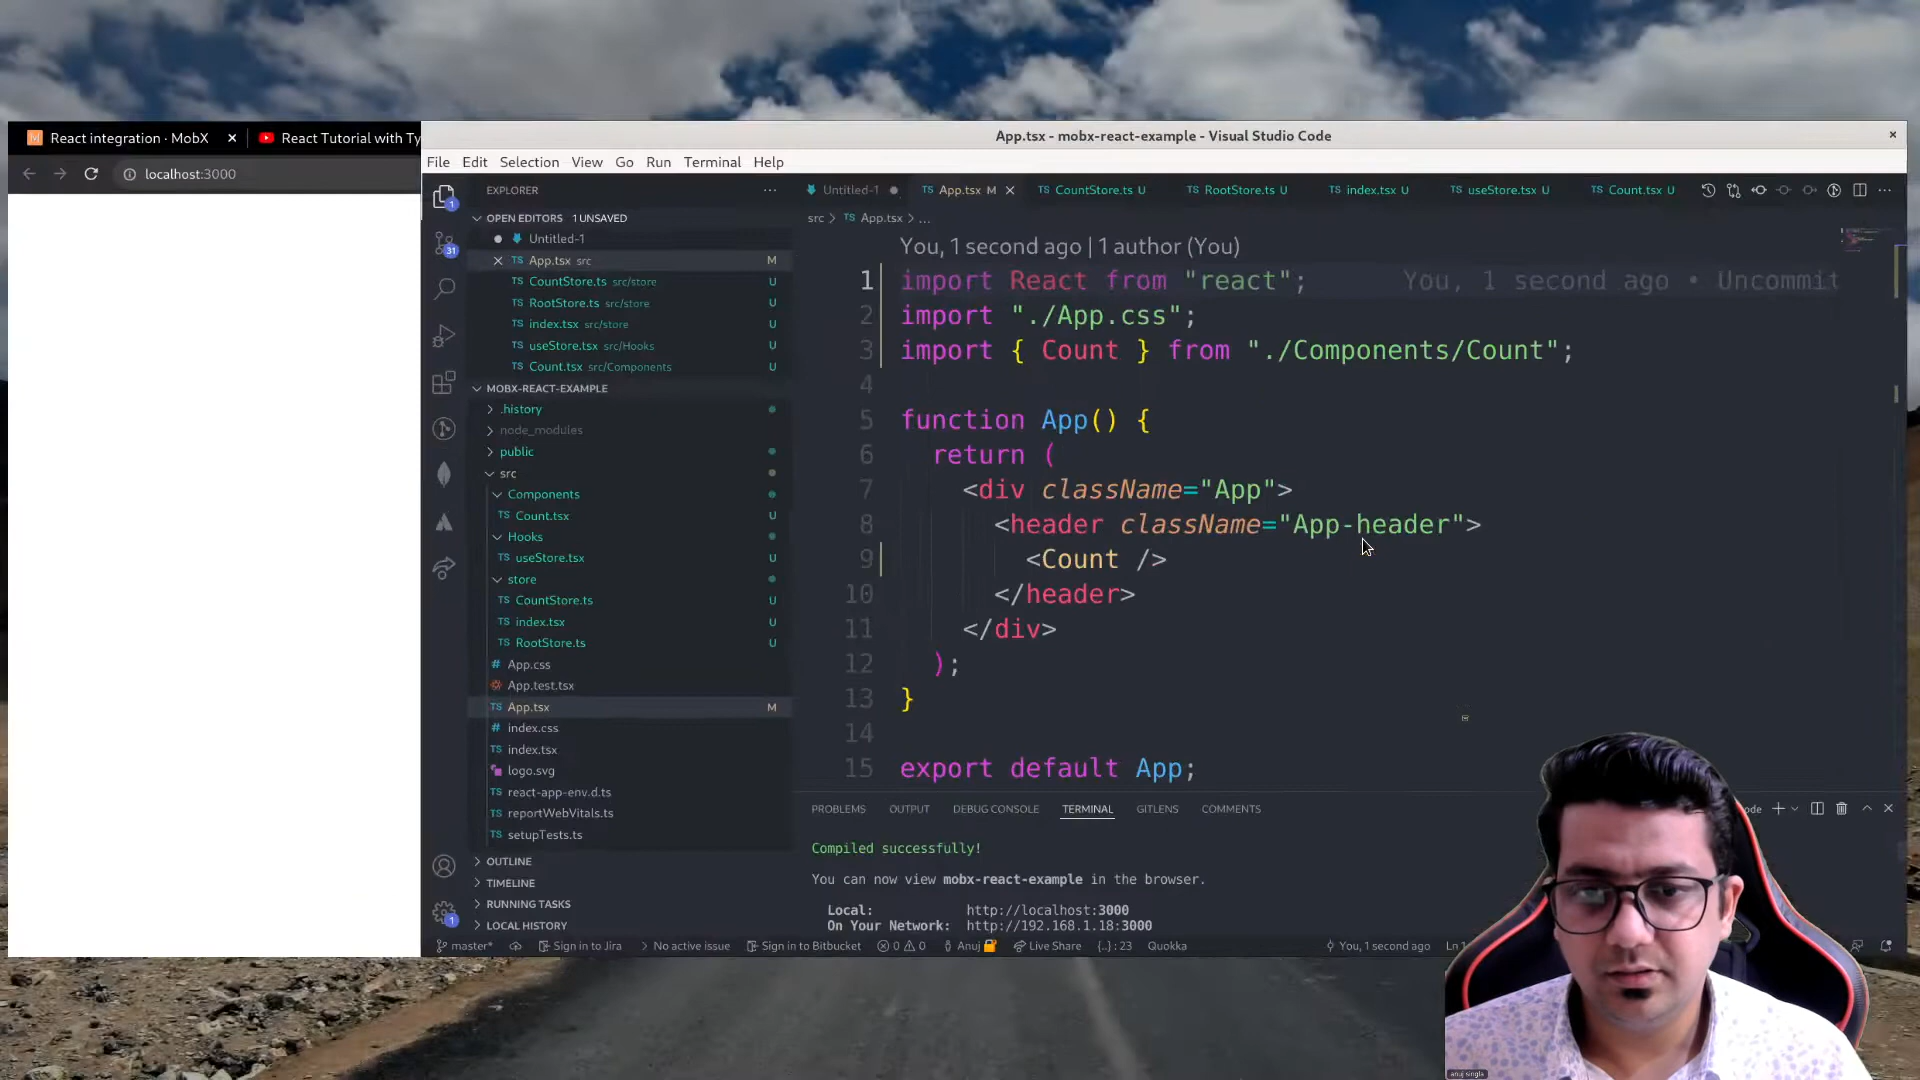 React integration · MobX
React Tutorial with Ty
localhost:3000
App.tsx - mobx-react-example - Visual Studio Code
File Edit Selection View Go Run Terminal Help
EXPLORER
OPEN EDITORS 1 UNSAVED
Untitled-1
App.tsx src M
CountStore.ts src/store U
RootStore.ts src/store U
index.tsx src/store U
useStore.tsx src/Hooks U
Count.tsx src/Components U
MOBX-REACT-EXAMPLE
.history
node_modules
public
src
Components
Count.tsx U
Hooks
useStore.tsx U
store
CountStore.ts U
index.tsx U
RootStore.ts U
App.css
App.test.tsx
App.tsx M
index.css
index.tsx
logo.svg
react-app-env.d.ts
reportWebVitals.ts
setupTests.ts
OUTLINE
TIMELINE
RUNNING TASKS
LOCAL HISTORY
1
31
1
Untitled-1 App.tsx M CountStore.ts U RootStore.ts U index.tsx U useStore.tsx U Count.tsx U
src > App.tsx > ...
You, 1 second ago | 1 author (You)
1 import React from "react"; You, 1 second ago • Uncommit
2 import "./App.css";
3 import { Count } from "./Components/Count";
4
5 function App() {
6 return (
7 <div className="App">
8 <header className="App-header">
9 <Count />
10 </header>
11 </div>
12 );
13 }
14
15 export default App;
PROBLEMS OUTPUT DEBUG CONSOLE TERMINAL GITLENS COMMENTS
ode
Compiled successfully!
You can now view mobx-react-example in the browser.
Local: http://localhost:3000
On Your Network: http://192.168.1.18:3000
master* Sign in to Jira No active issue Sign in to Bitbucket 0 0 Anuj Live Share {..} : 23 Quokka You, 1 second ago Ln 1
anuj singla